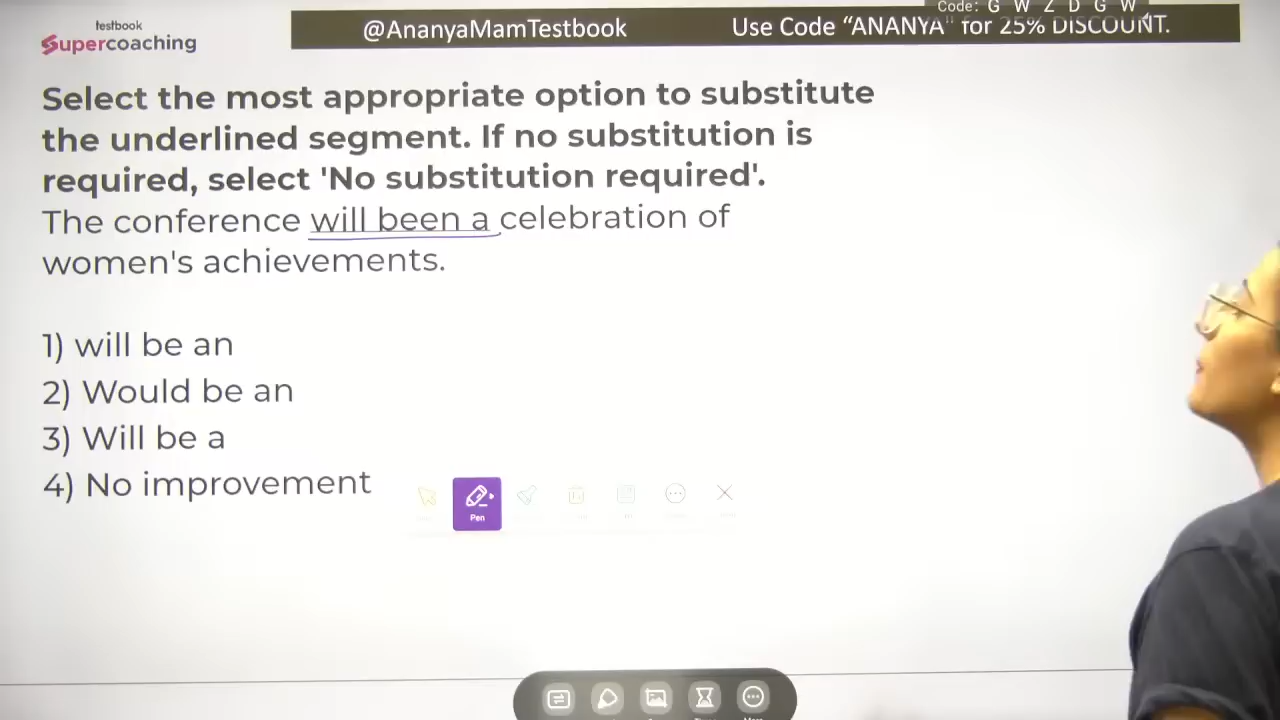 Code: G W Z D G W
testbook
Supercoaching
@AnanyaMamTestbook
Use Code “ANANYA" for 25% DISCOUNT.
Select the most appropriate option to substitute
the underlined segment. If no substitution is
required, select 'No substitution required'.
The conference will been a celebration of
women's achievements.
1) will be an
2) Would be an
3) Will be a
4) No improvement
Pen